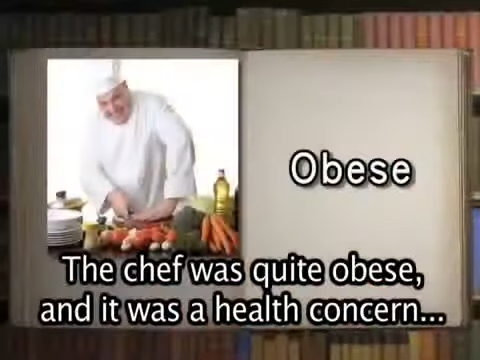 Obese
The chef was quite obese,
and it was a health concern...